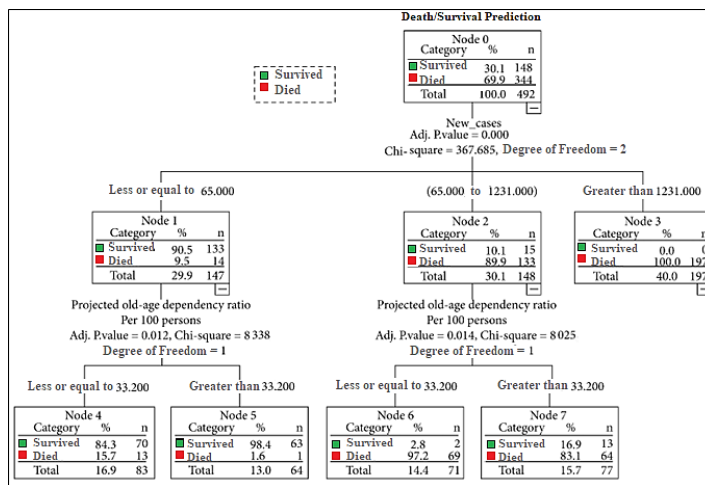 Death/Survival Prediction
Survived
Died
Node 0
Category % n
Survived 30.1 148
Died 69.9 344
Total 100.0 492
New_cases
Adj. P.value = 0.000
Chi-square = 367.685, Degree of Freedom = 2
Less or equal to 65.000
(65.000 to 1231.000)
Greater than 1231.000
Node 1
Category % n
Survived 90.5 133
Died 9.5 14
Total 29.9 147
Node 2
Category % n
Survived 10.1 15
Died 89.9 133
Total 30.1 148
Node 3
Category % n
Survived 0.0 0
Died 100.0 197
Total 40.0 197
Projected old-age dependency ratio
Per 100 persons
Adj. P.value = 0.012, Chi-square = 8338
Degree of Freedom = 1
Projected old-age dependency ratio
Per 100 persons
Adj. P.value = 0.014, Chi-square = 8025
Degree of Freedom = 1
Less or equal to 33.200
Greater than 33.200
Less or equal to 33.200
Greater than 33.200
Node 4
Category % n
Survived 84.3 70
Died 15.7 13
Total 16.9 83
Node 5
Category % n
Survived 98.4 63
Died 1.6 1
Total 13.0 64
Node 6
Category % n
Survived 2.8 2
Died 97.2 69
Total 14.4 71
Node 7
Category % n
Survived 16.9 13
Died 83.1 64
Total 15.7 77